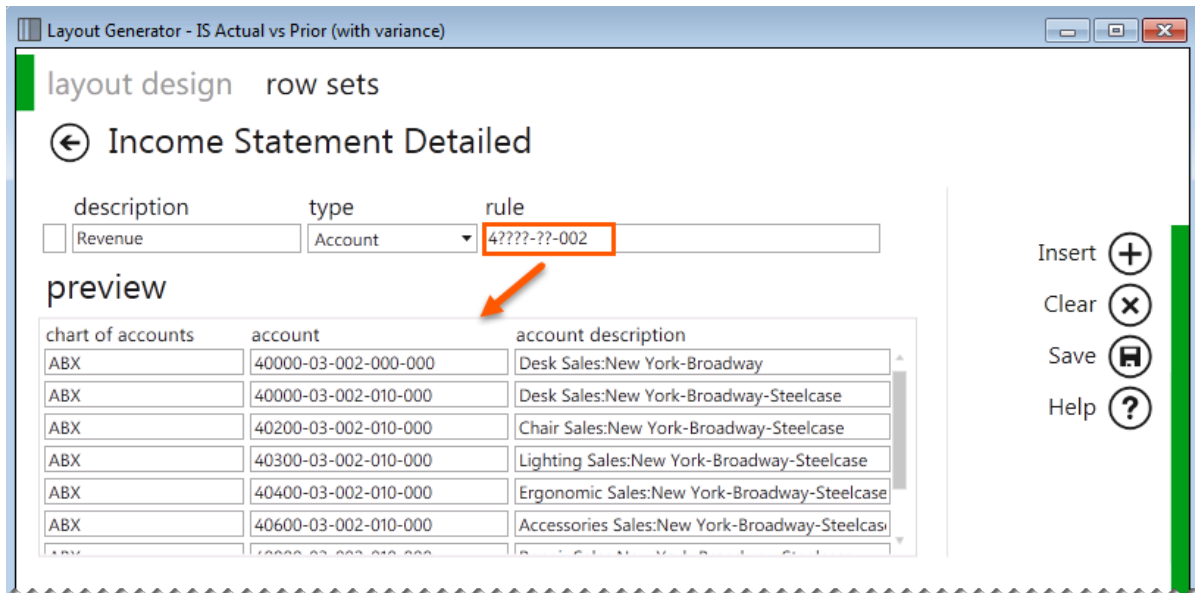 Layout Generator - IS Actual vs Prior (with variance)
layout design row sets
Income Statement Detailed
description type rule
Revenue Account 4????-??-002
preview
chart of accounts account account description
ABX 40000-03-002-000-000 Desk Sales:New York-Broadway
ABX 40000-03-002-010-000 Desk Sales:New York-Broadway-Steelcase
ABX 40200-03-002-010-000 Chair Sales:New York-Broadway-Steelcase
ABX 40300-03-002-010-000 Lighting Sales:New York-Broadway-Steelcase
ABX 40400-03-002-010-000 Ergonomic Sales:New York-Broadway-Steelcase
ABX 40600-03-002-010-000 Accessories Sales:New York-Broadway-Steelcas
Insert
Clear
Save
Help ?